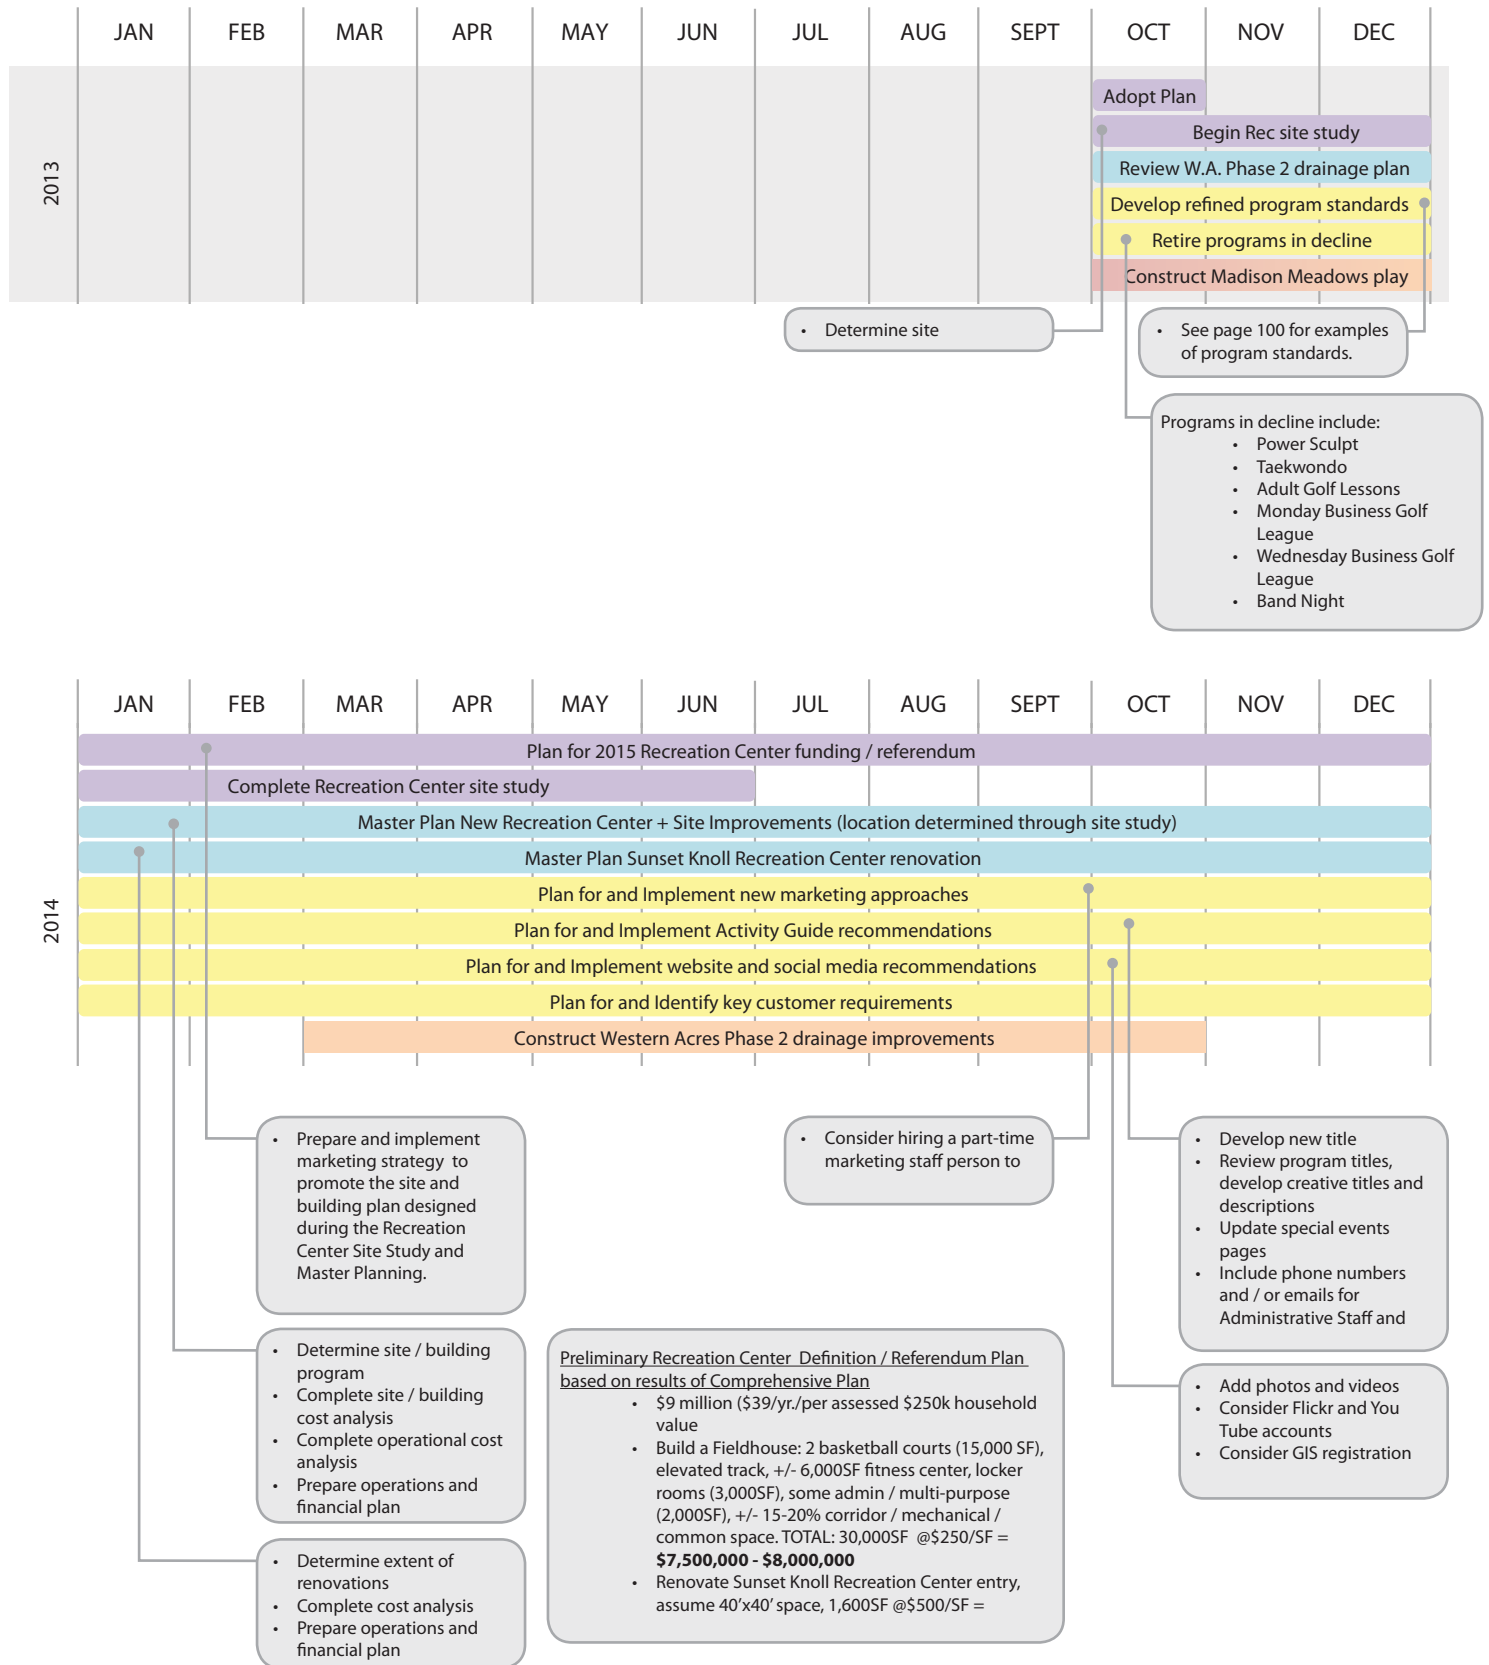 JAN FEB MAR APR MAY JUN JUL AUG SEPT OCT NOV DEC
2013
Adopt Plan
Begin Rec site study
Review W.A. Phase 2 drainage plan
Develop refined program standards
Retire programs in decline
Construct Madison Meadows play
• Determine site
• See page 100 for examples
of program standards.
Programs in decline include:
• Power Sculpt
• Taekwondo
• Adult Golf Lessons
• Monday Business Golf
League
• Wednesday Business Golf
League
• Band Night
JAN FEB MAR APR MAY JUN JUL AUG SEPT OCT NOV DEC
2014
Plan for 2015 Recreation Center funding / referendum
Complete Recreation Center site study
Master Plan New Recreation Center + Site Improvements (location determined through site study)
Master Plan Sunset Knoll Recreation Center renovation
Plan for and Implement new marketing approaches
Plan for and Implement Activity Guide recommendations
Plan for and Implement website and social media recommendations
Plan for and Identify key customer requirements
Construct Western Acres Phase 2 drainage improvements
• Prepare and implement
marketing strategy to
promote the site and
building plan designed
during the Recreation
Center Site Study and
Master Planning.
• Consider hiring a part-time
marketing staff person to
• Develop new title
• Review program titles,
develop creative titles and
descriptions
• Update special events
pages
• Include phone numbers
and / or emails for
Administrative Staff and
• Determine site / building
program
• Complete site / building
cost analysis
• Complete operational cost
analysis
• Prepare operations and
financial plan
Preliminary Recreation Center Definition / Referendum Plan
based on results of Comprehensive Plan
• $9 million ($39/yr./per assessed $250k household
value
• Build a Fieldhouse: 2 basketball courts (15,000 SF),
elevated track, +/- 6,000SF fitness center, locker
rooms (3,000SF), some admin / multi-purpose
(2,000SF), +/- 15-20% corridor / mechanical /
common space. TOTAL: 30,000SF @$250/SF =
$7,500,000 - $8,000,000
• Renovate Sunset Knoll Recreation Center entry,
assume 40'x40' space, 1,600SF @$500/SF =
• Add photos and videos
• Consider Flickr and You
Tube accounts
• Consider GIS registration
• Determine extent of
renovations
• Complete cost analysis
• Prepare operations and
financial plan